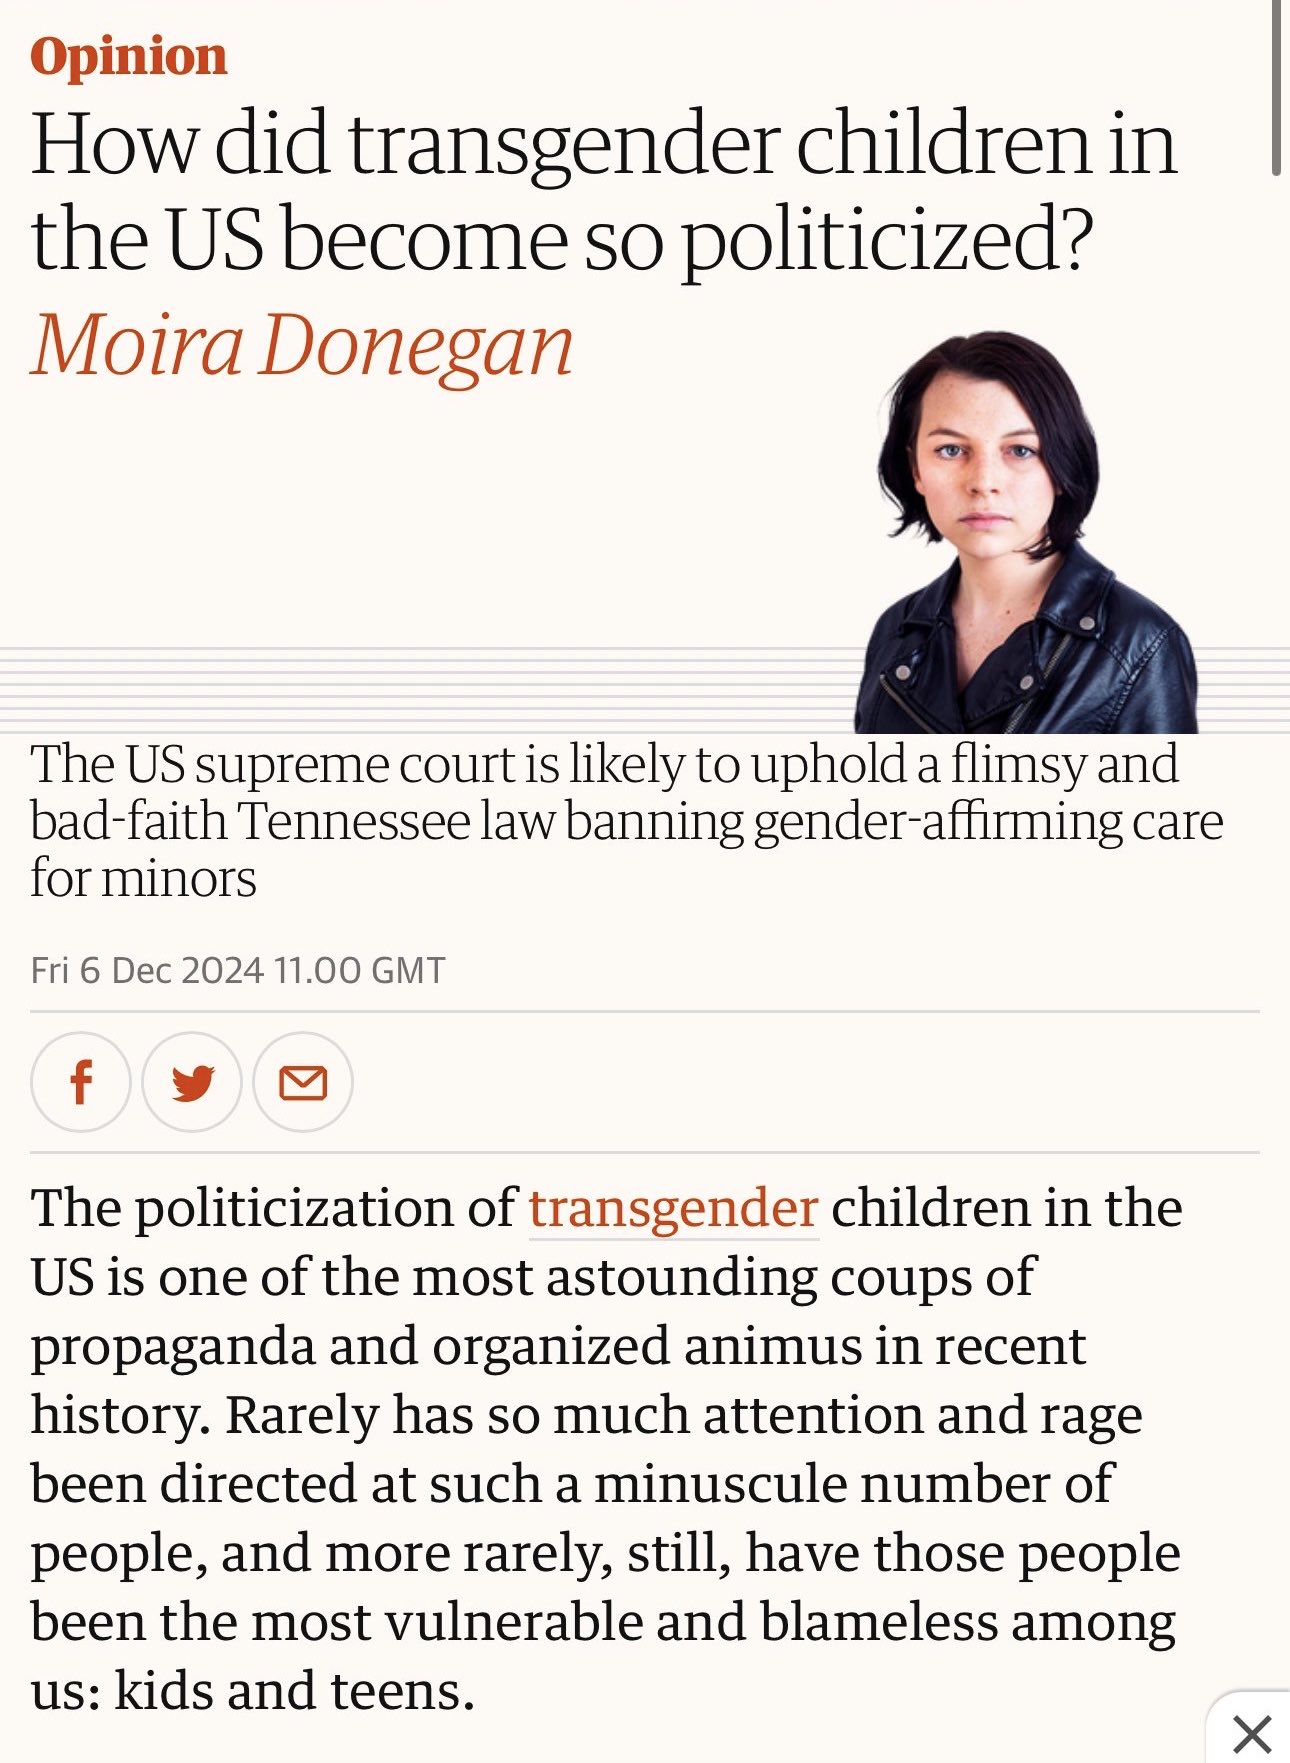 Opinion
How did transgender children in
the US become so politicized?
Moira Donegan
The US supreme court is likely to uphold a flimsy and
bad-faith Tennessee law banning gender-affirming care
for minors
Fri 6 Dec 2024 11.00 GMT
The politicization of transgender children in the
US is one of the most astounding coups of
propaganda and organized animus in recent
history. Rarely has so much attention and rage
been directed at such a minuscule number of
people, and more rarely, still, have those people
been the most vulnerable and blameless among
us: kids and teens.